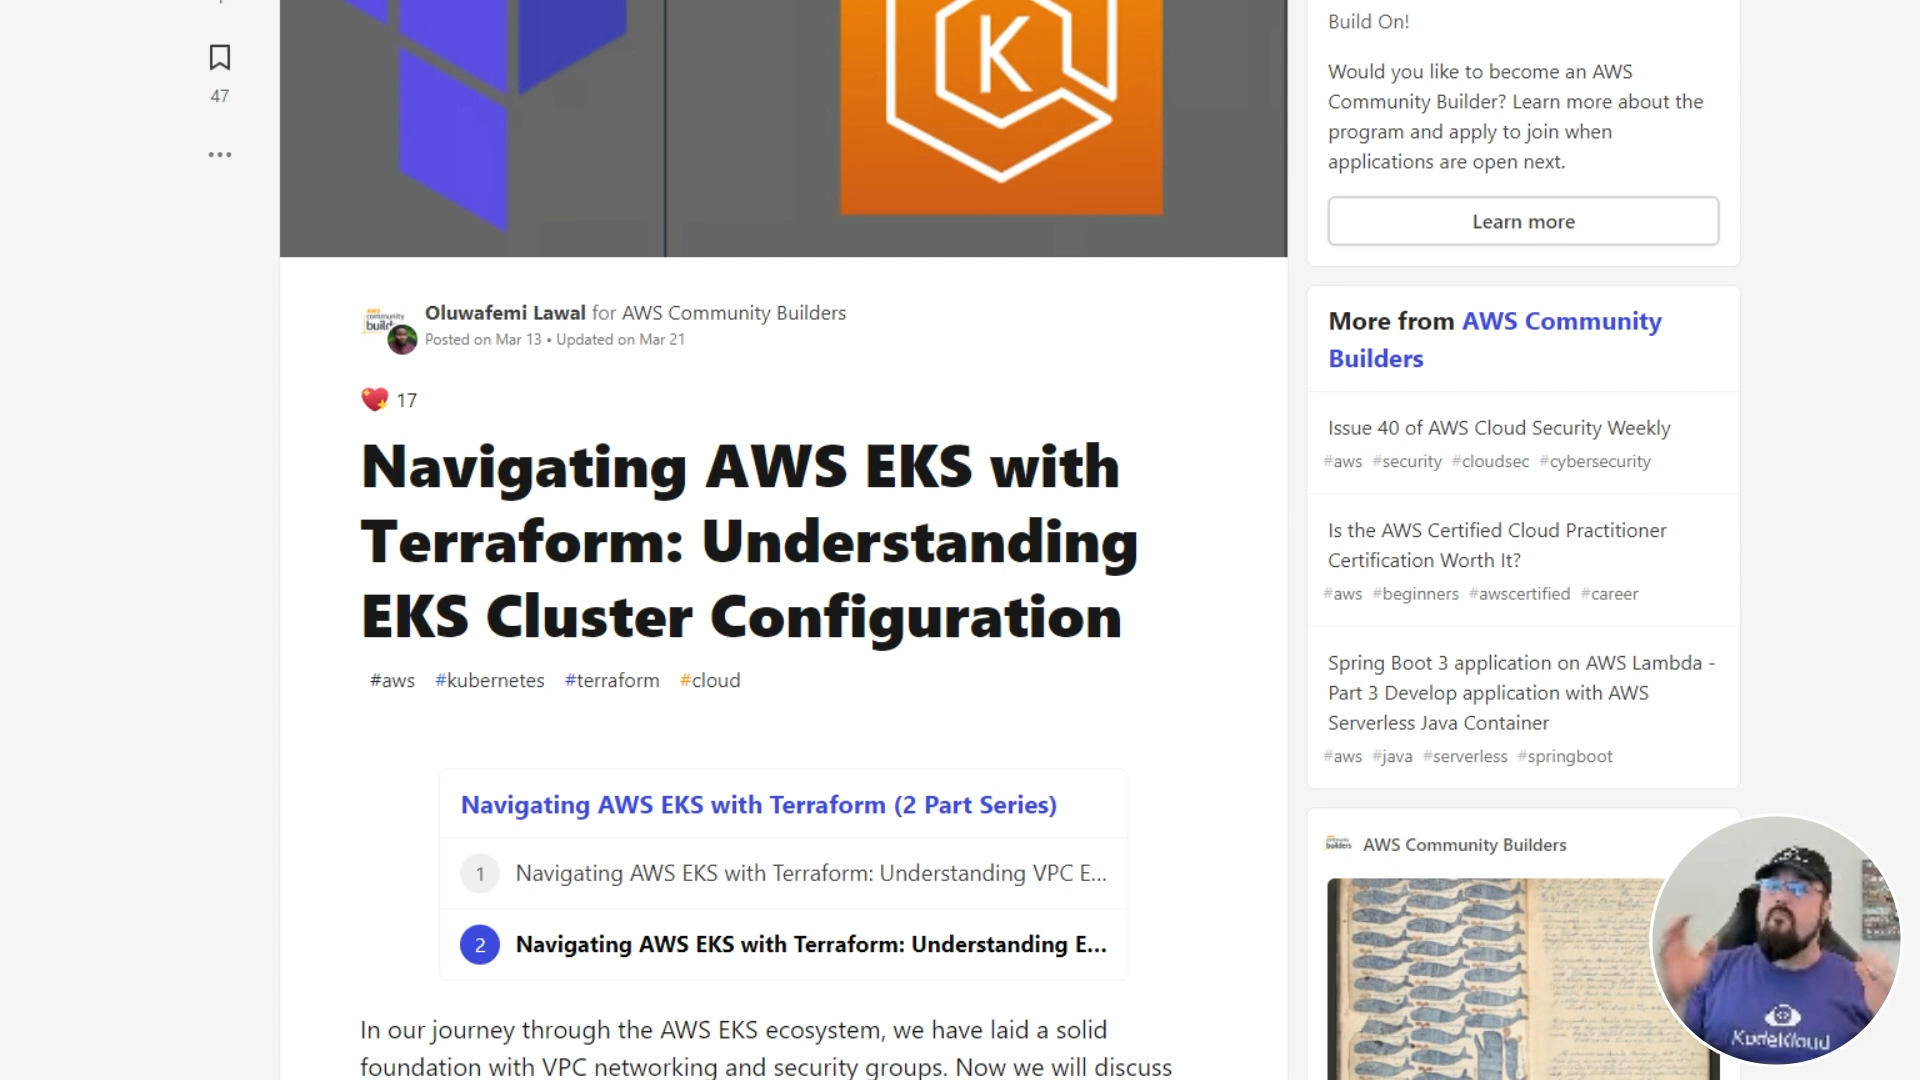 47
K
Oluwafemi Lawal for AWS Community Builders
Posted on Mar 13 • Updated on Mar 21
17
Navigating AWS EKS with
Terraform: Understanding
EKS Cluster Configuration
#aws #kubernetes #terraform #cloud
Navigating AWS EKS with Terraform (2 Part Series)
1 Navigating AWS EKS with Terraform: Understanding VPC E...
2 Navigating AWS EKS with Terraform: Understanding E...
In our journey through the AWS EKS ecosystem, we have laid a solid
foundation with VPC networking and security groups. Now we will discuss
Build On!
Would you like to become an AWS
Community Builder? Learn more about the
program and apply to join when
applications are open next.
Learn more
More from AWS Community
Builders
Issue 40 of AWS Cloud Security Weekly
#aws #security #cloudsec #cybersecurity
Is the AWS Certified Cloud Practitioner
Certification Worth It?
#aws #beginners #awscertified #career
Spring Boot 3 application on AWS Lambda -
Part 3 Develop application with AWS
Serverless Java Container
#aws #java #serverless #springboot
AWS Community Builders
KodeKloud